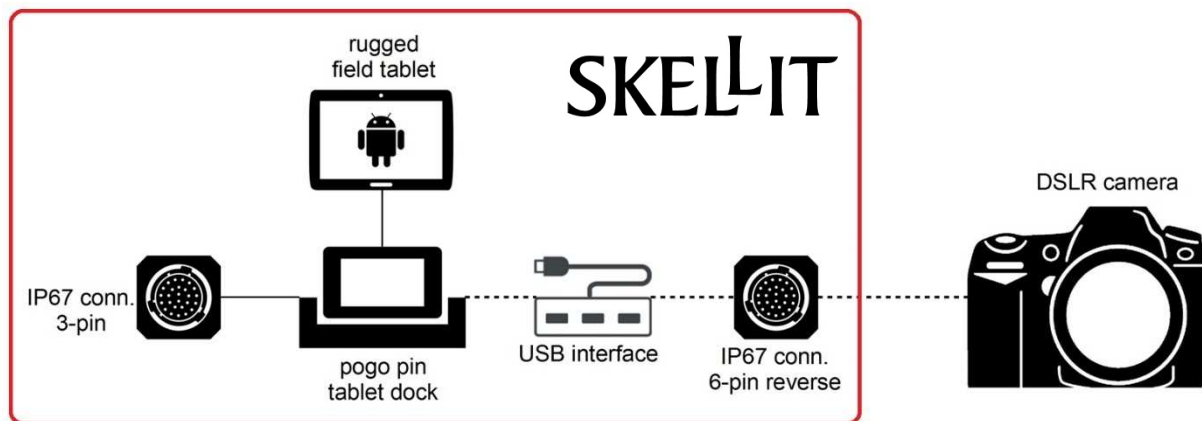 rugged
field tablet
SKELLIT
DSLR camera
IP67 conn.
3-pin
pogo pin
tablet dock
USB interface
IP67 conn.
6-pin reverse